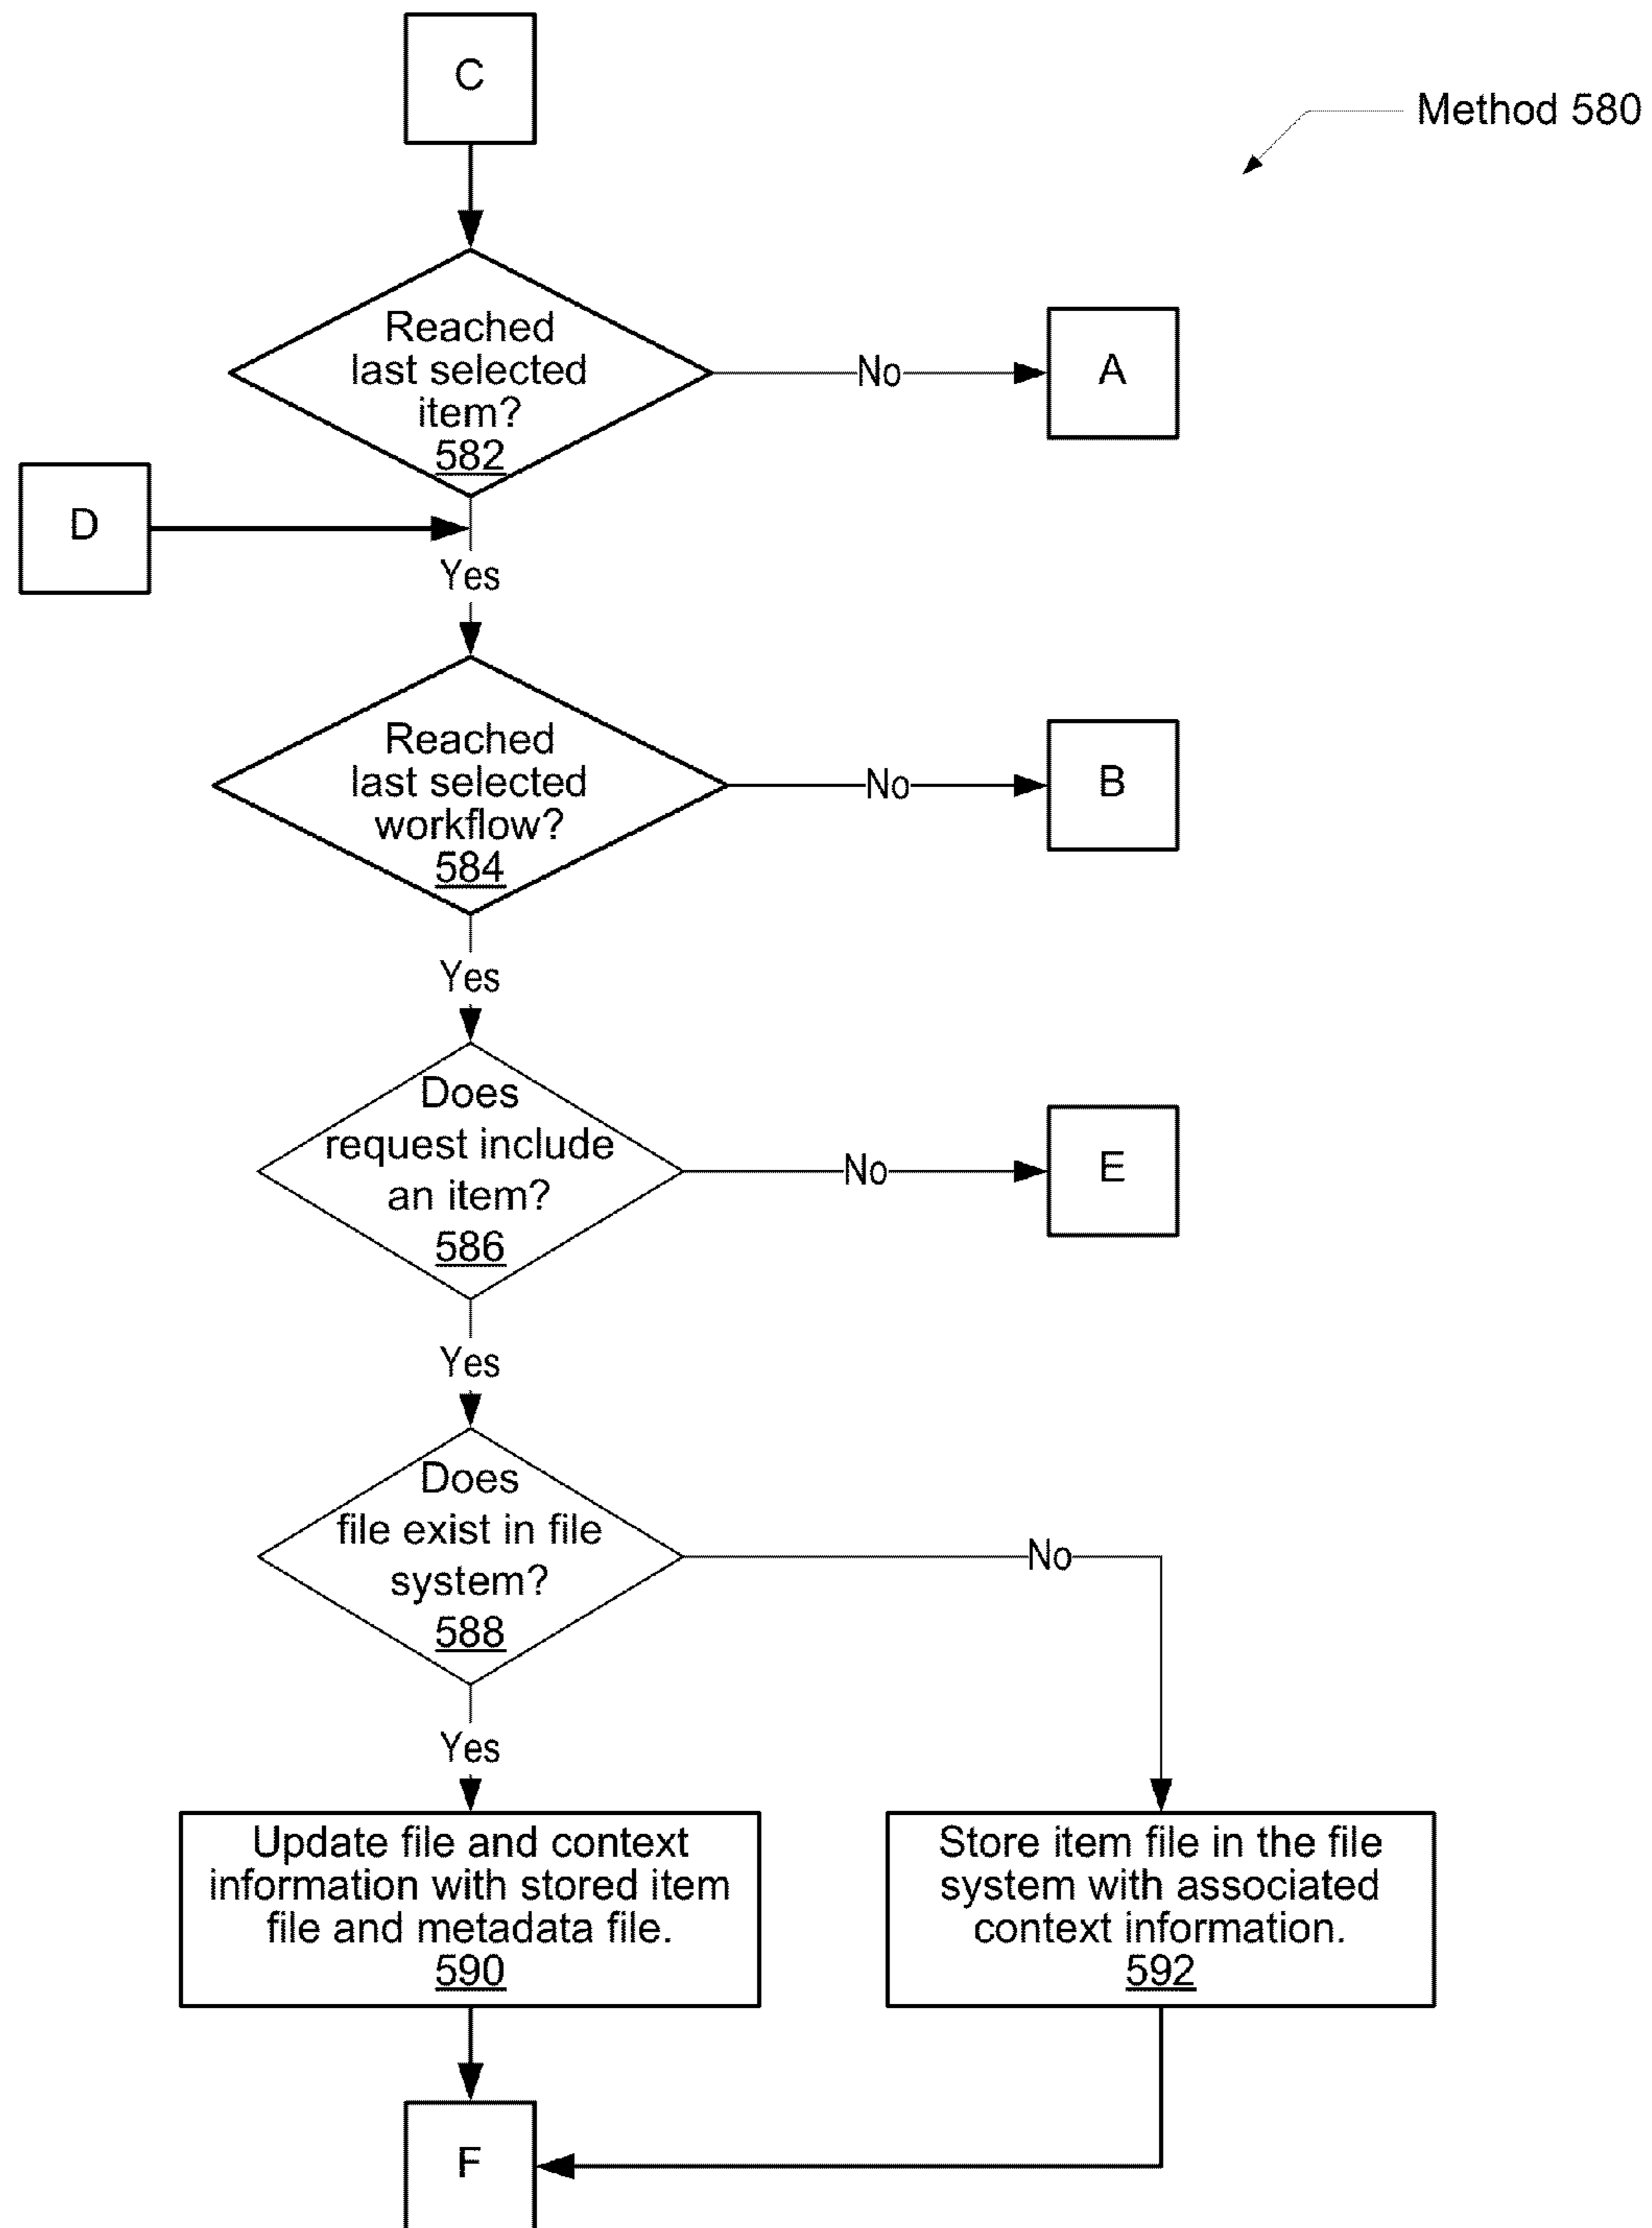 C
Method 580
Reached
last selected
item?
582
No
A
D
Yes
Reached
last selected
workflow?
584
No
B
Yes
Does
request include
an item?
586
No
E
Yes
Does
file exist in file
system?
588
No
Yes
Update file and context
information with stored item
file and metadata file.
590
Store item file in the file
system with associated
context information.
592
F